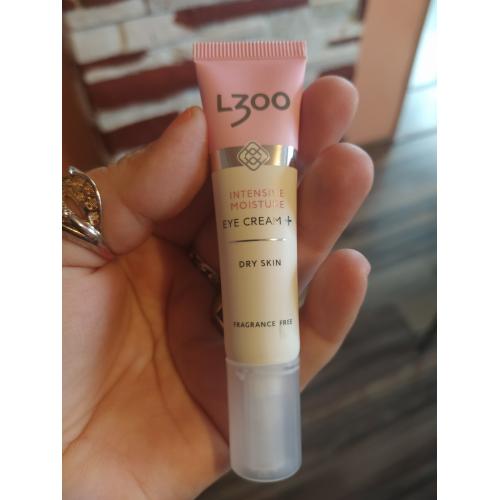 L300
INTENSIVE
MOISTURE
EYE CREAM +
DRY SKIN
FRAGRANCE FREE